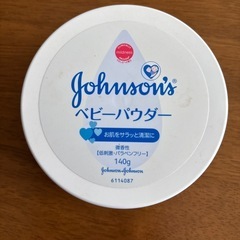 Johnson's
ベビーパウダー
お肌をサラッと清潔に
微香性
【低刺激・パラベンフリー】
140g
Johnson & Johnson
6114087